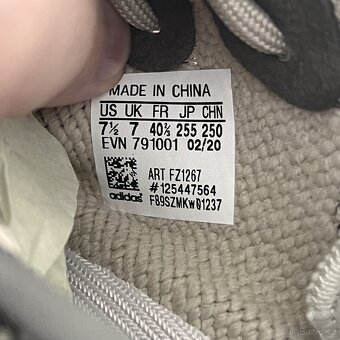 MADE IN CHINA
US UK FR JP CHN
7½ 7 40⅔ 255 250
EVN 791001 02/20
ART FZ1267
#125447564
adidas F89SZMKw01237